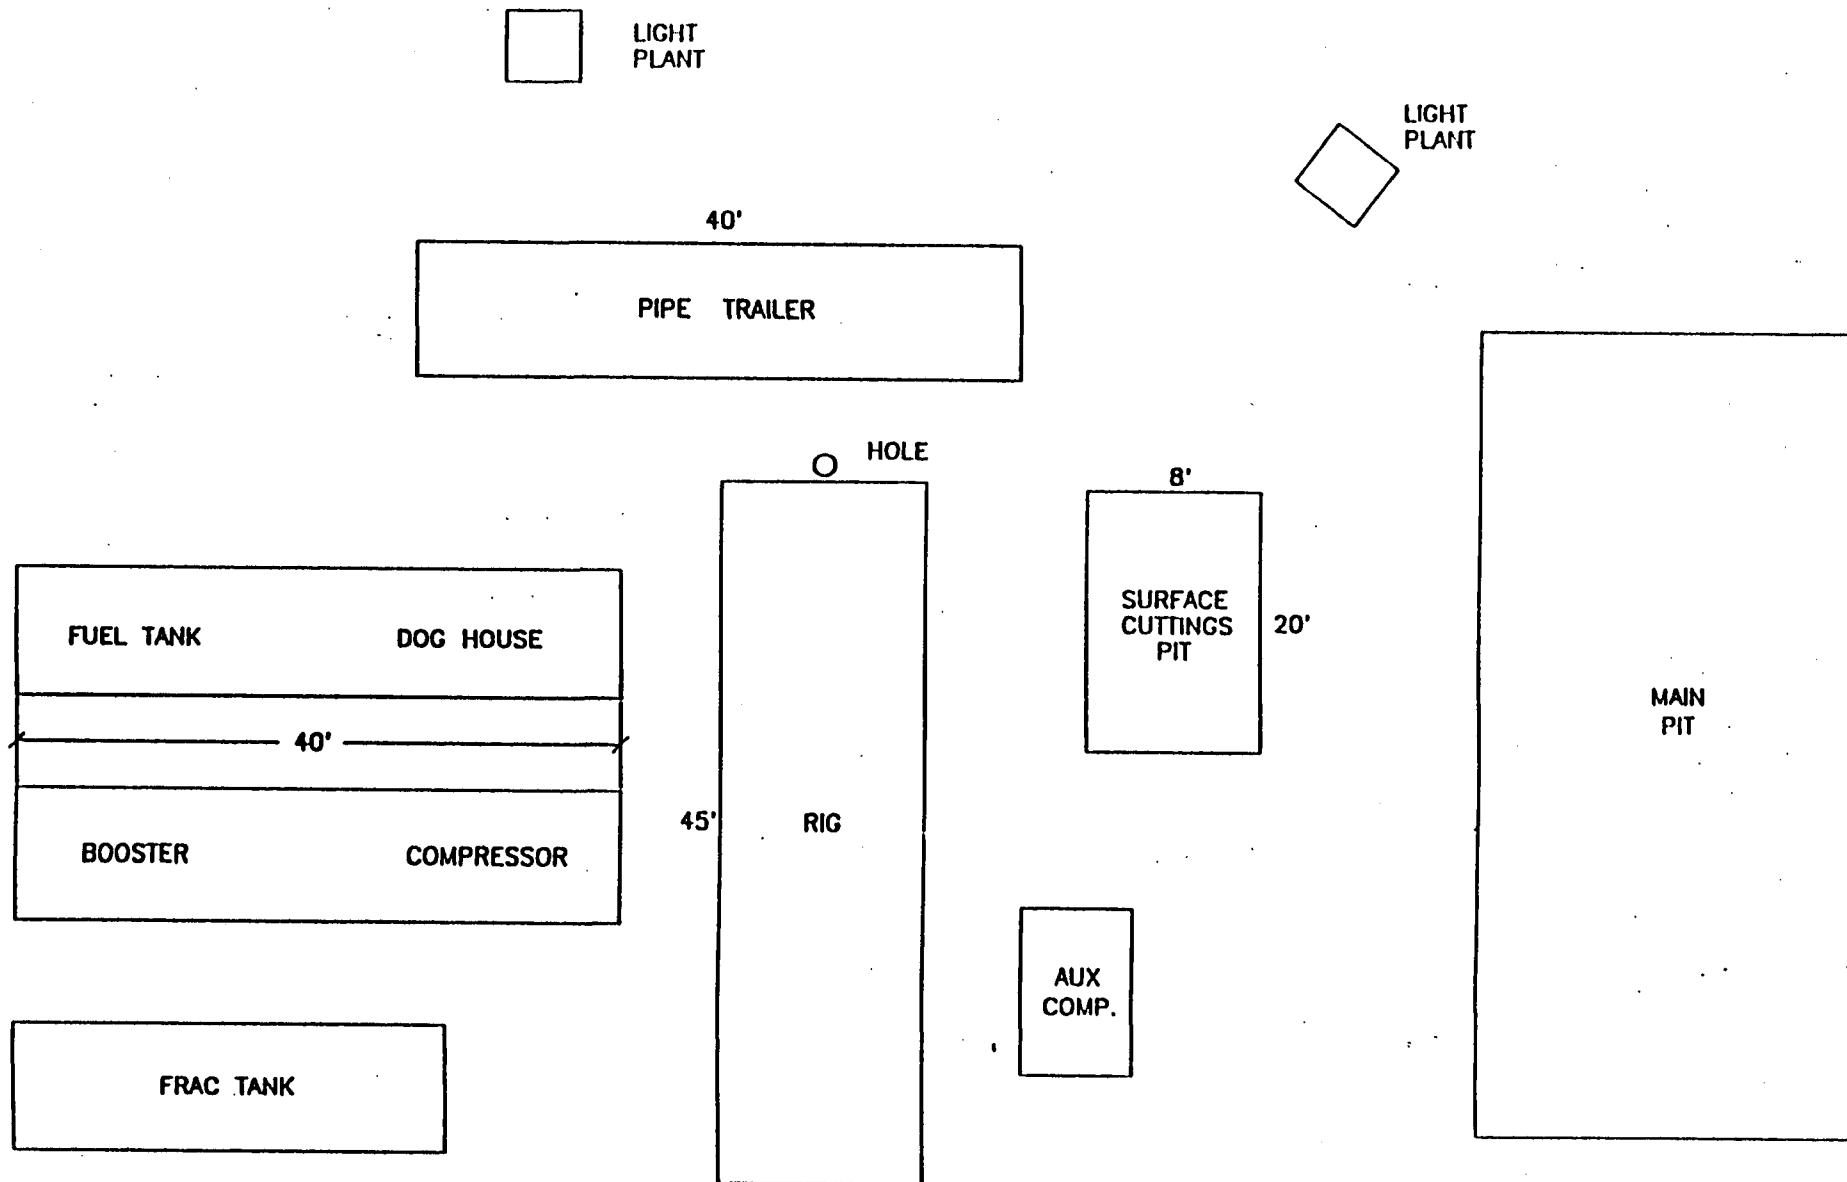 LIGHT
PLANT
LIGHT
PLANT
40'
PIPE TRAILER
HOLE
8'
SURFACE
CUTTINGS
PIT
20'
FUEL TANK DOG HOUSE
MAIN
PIT
40'
45'
RIG
BOOSTER COMPRESSOR
AUX
COMP.
FRAC TANK